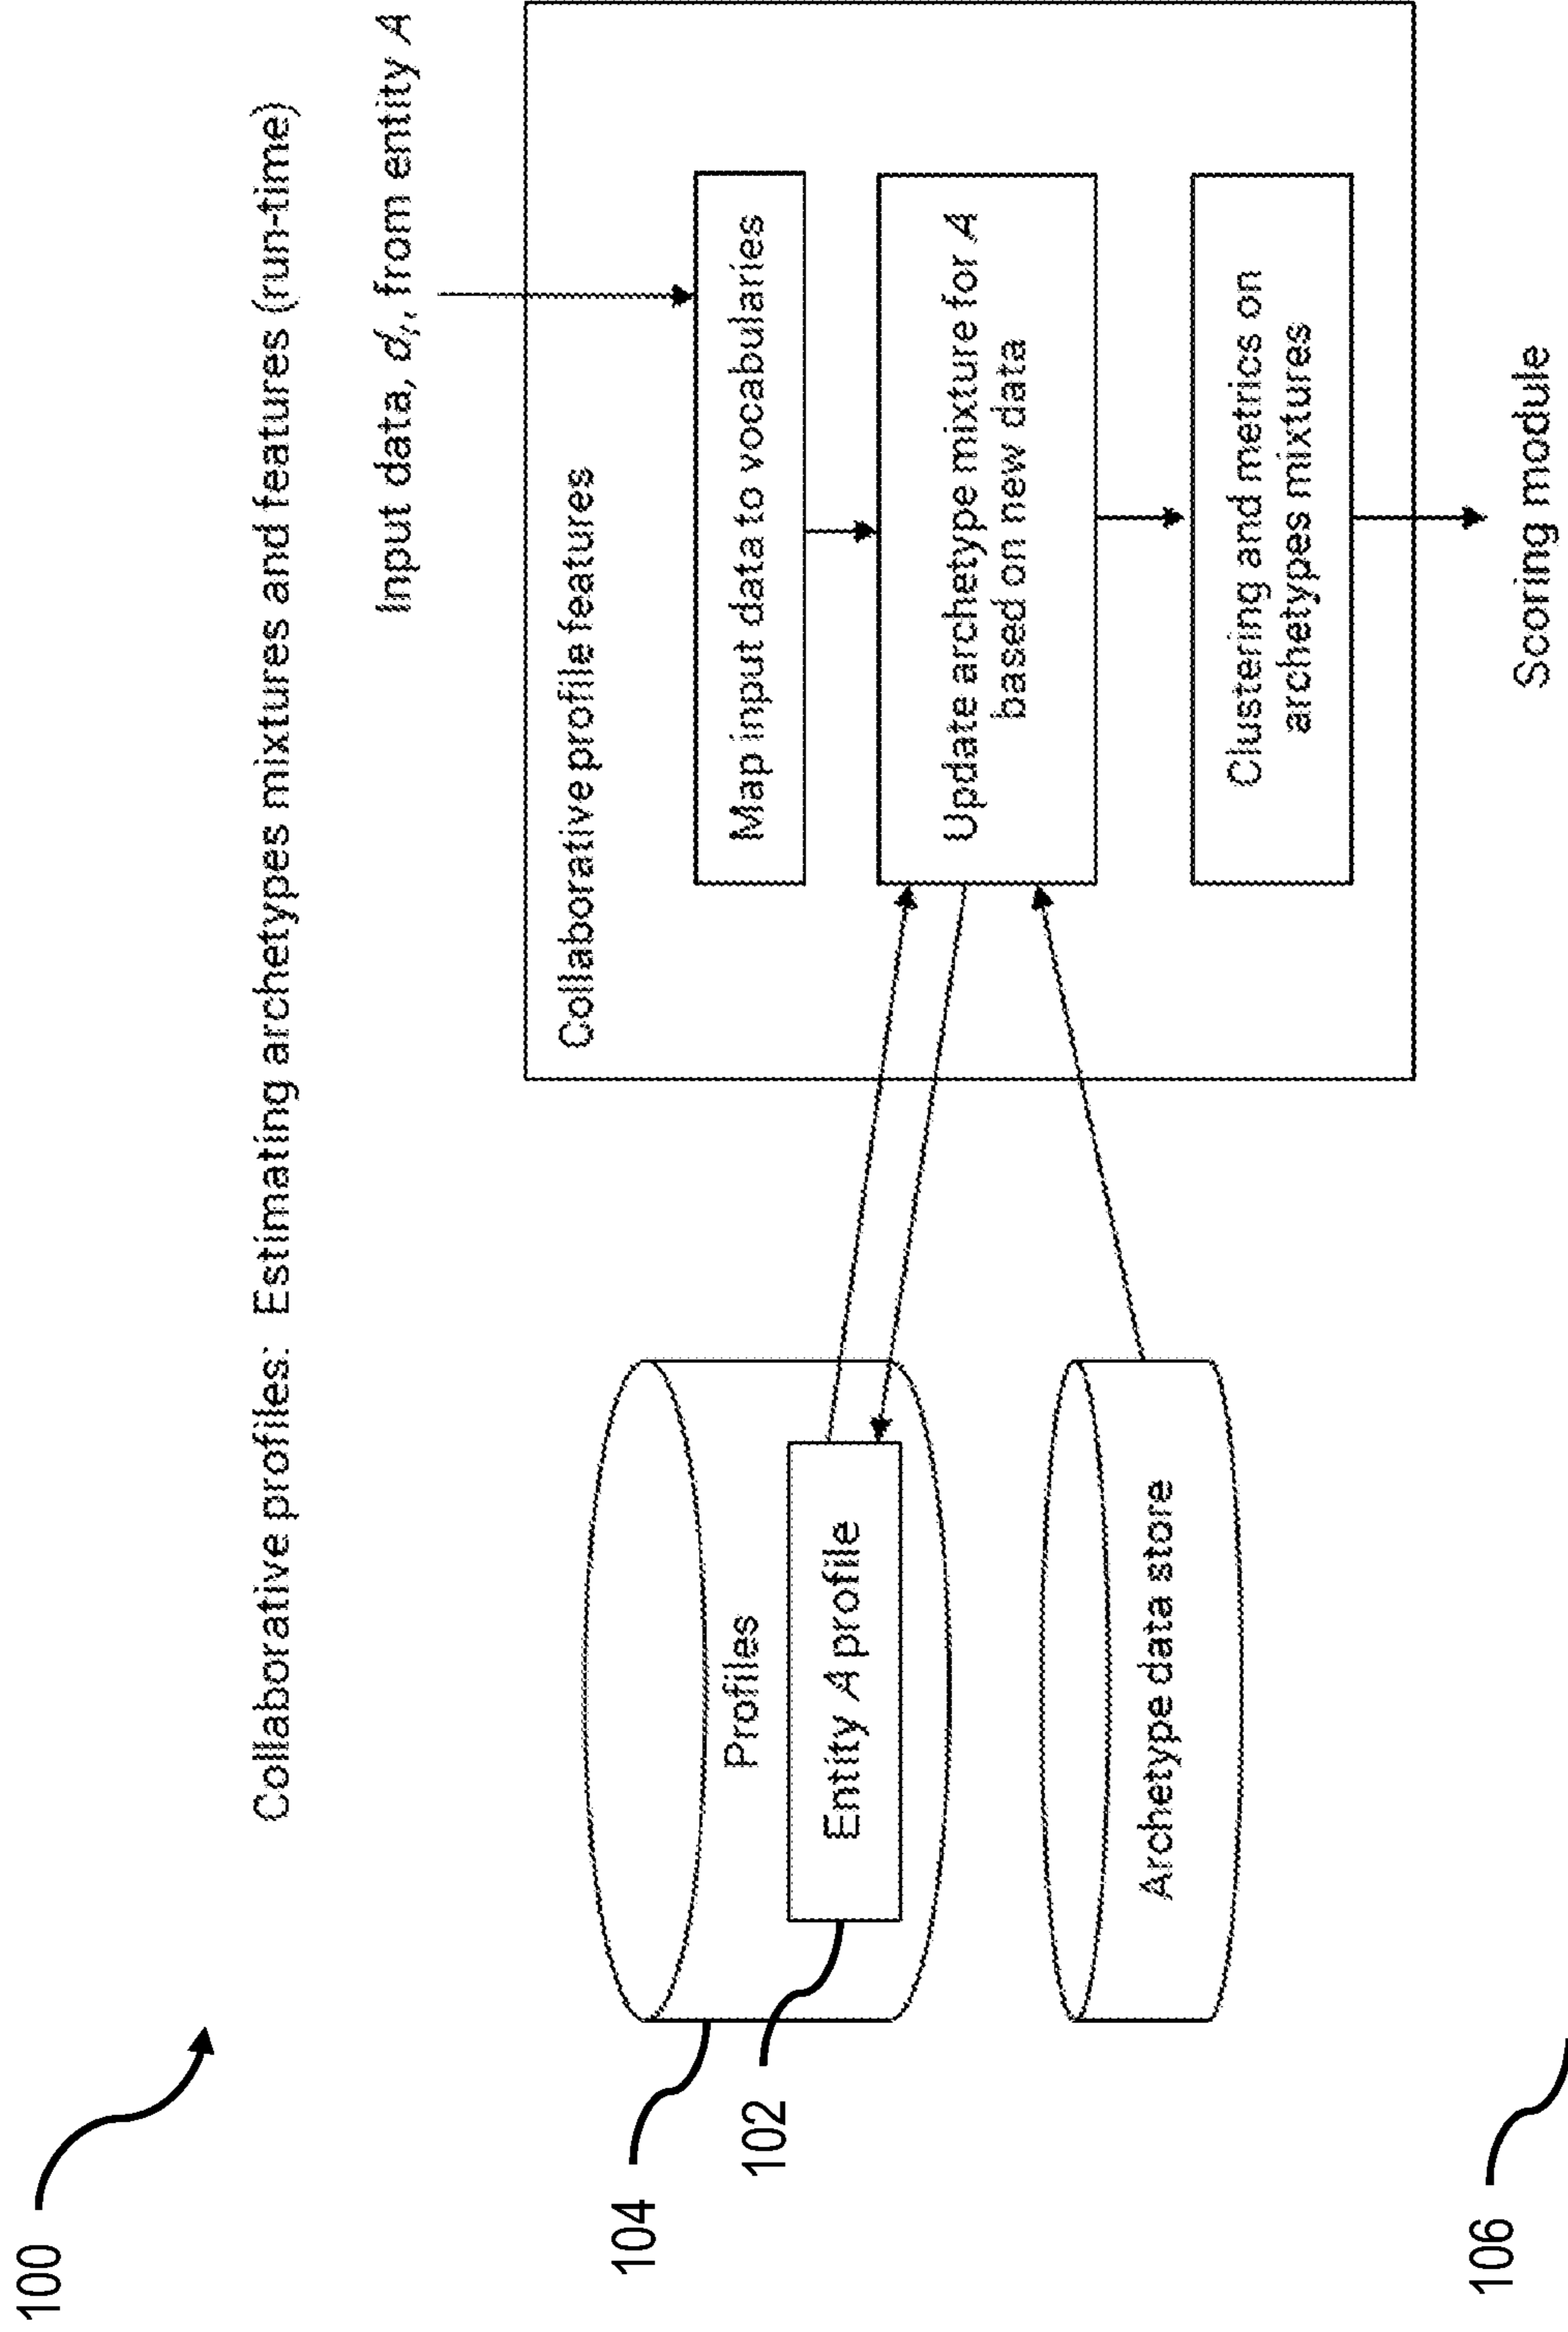 100
Collaborative profiles: Estimating archetypes mixtures and features (run-time)
Input data, dᵢ, from entity A
Collaborative profile features
Map input data to vocabularies
Update archetype mixture for A
based on new data
Clustering and metrics on
archetypes mixtures
Scoring module
Profiles
Entity A profile
Archetype data store
104
102
106